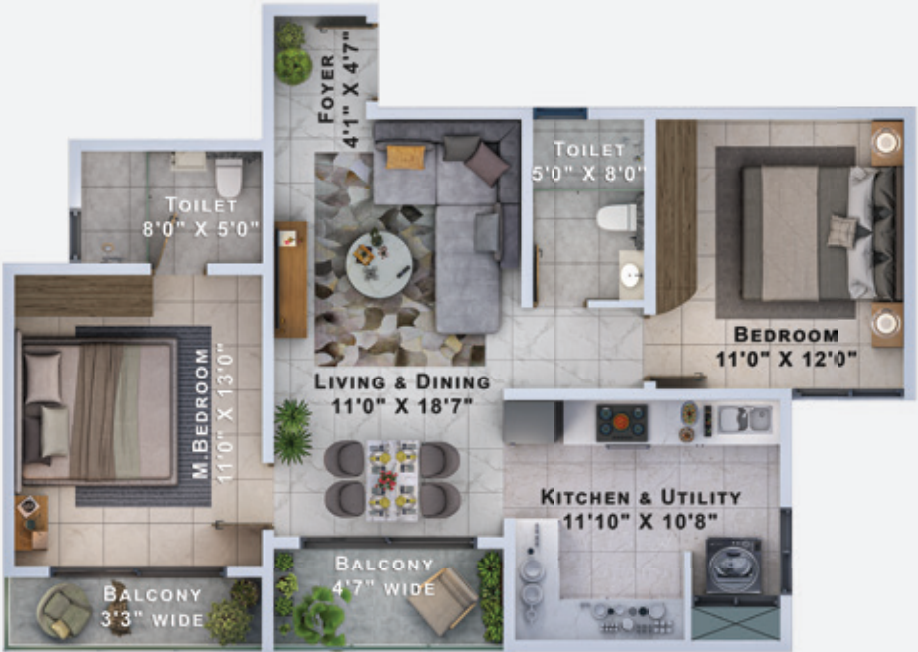 FOYER
4'1" X 4'7"
TOILET
8'0" X 5'0"
TOILET
5'0" X 8'0"
BEDROOM
11'0" X 12'0"
M.BEDROOM
11'0" X 13'0"
LIVING & DINING
11'0" X 18'7"
KITCHEN & UTILITY
11'10" X 10'8"
BALCONY
3'3" WIDE
BALCONY
4'7" WIDE